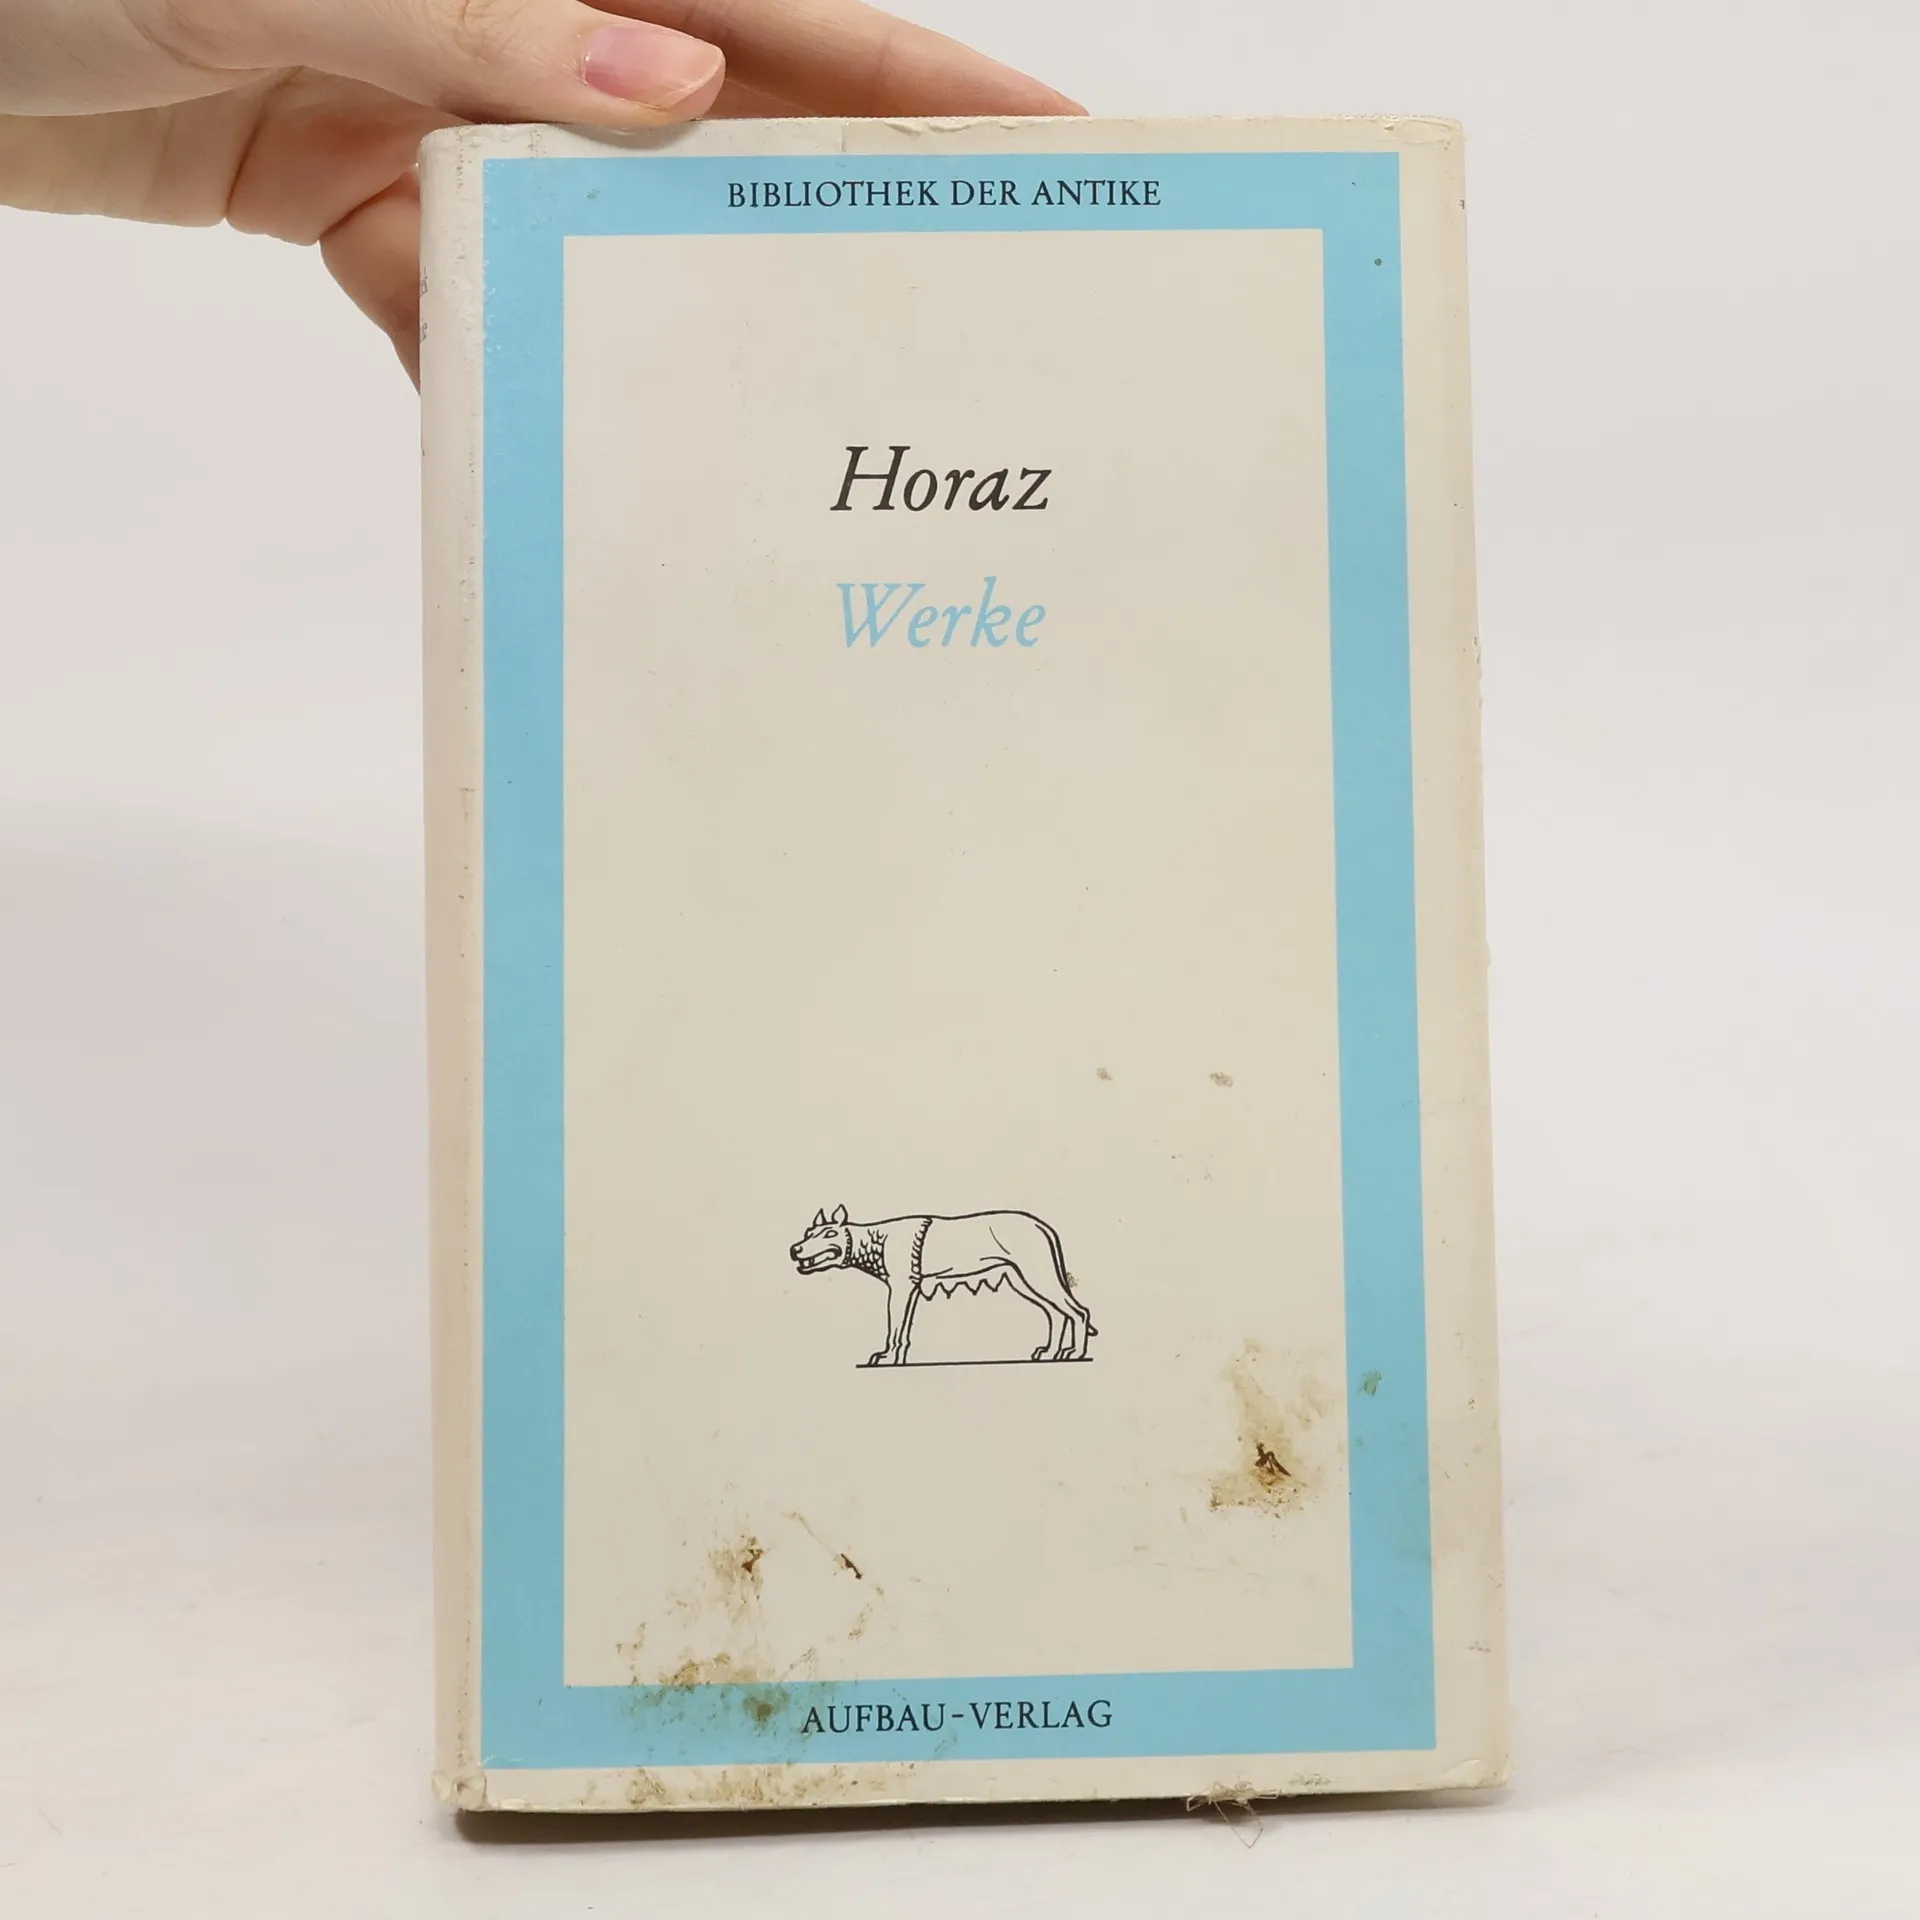 BIBLIOTHEK DER ANTIKE
Horaz
Werke
AUFBAU-VERLAG